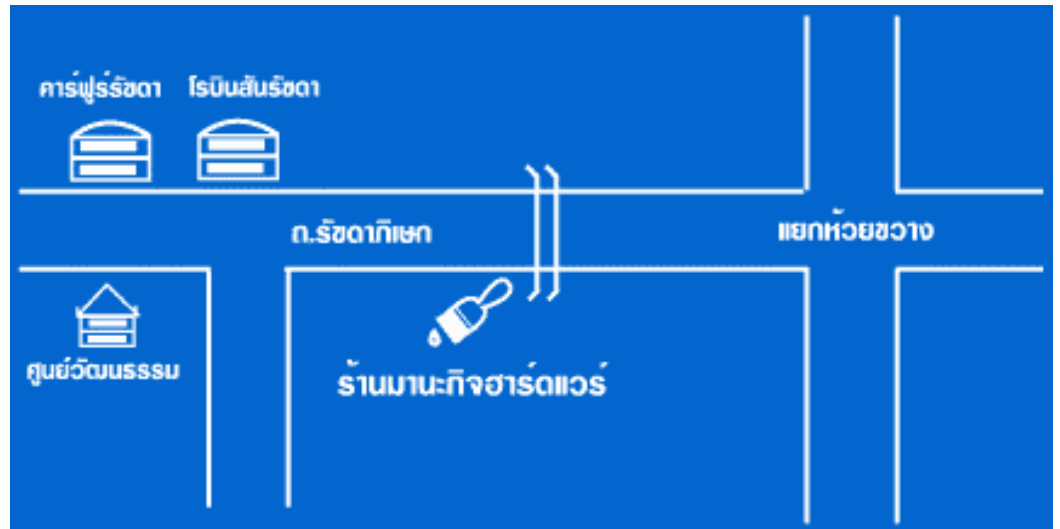 คาร์ฟูร์รัชดา
โรบินสันรัชดา
ถ.รัชดาภิเษก
แยกห้วยขวาง
ศูนย์วัฒนธรรม
ร้านมานะกิจฮาร์ดแวร์